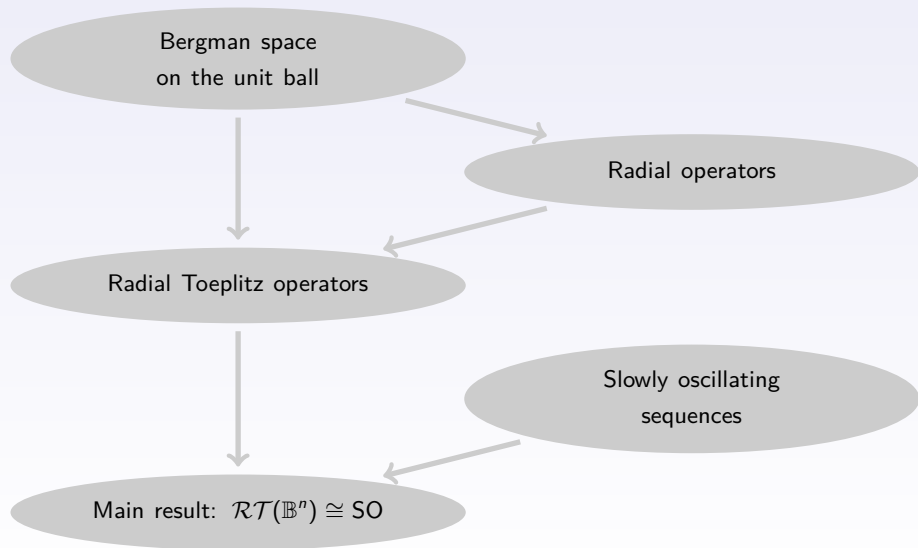 Bergman space
on the unit ball
Radial operators
Radial Toeplitz operators
Slowly oscillating
sequences
Main result: 𝓡𝓣(𝔹ⁿ) ≅ SO